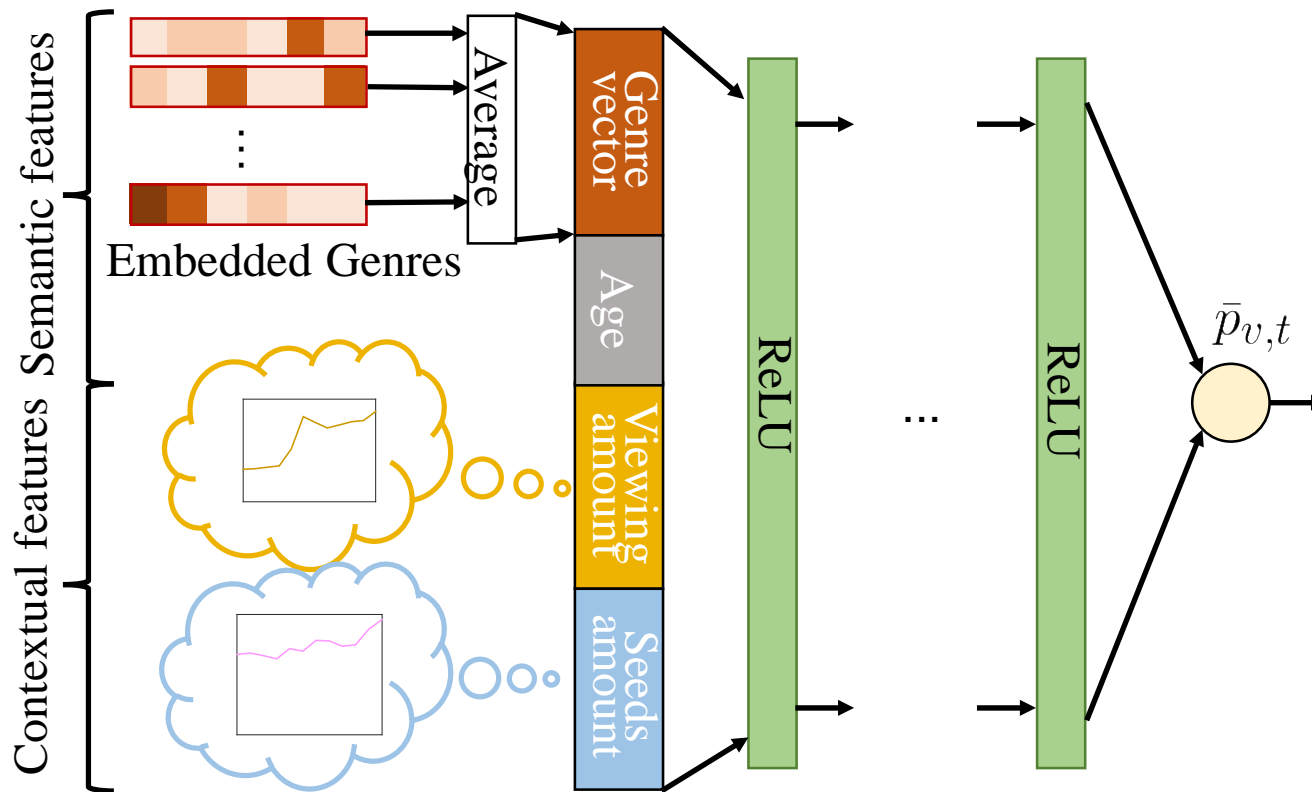 Semantic features
Contextual features
Embedded Genres
Average
Genre
vector
Age
Viewing
amount
Seeds
amount
ReLU
...
ReLU
p̄_{v,t}